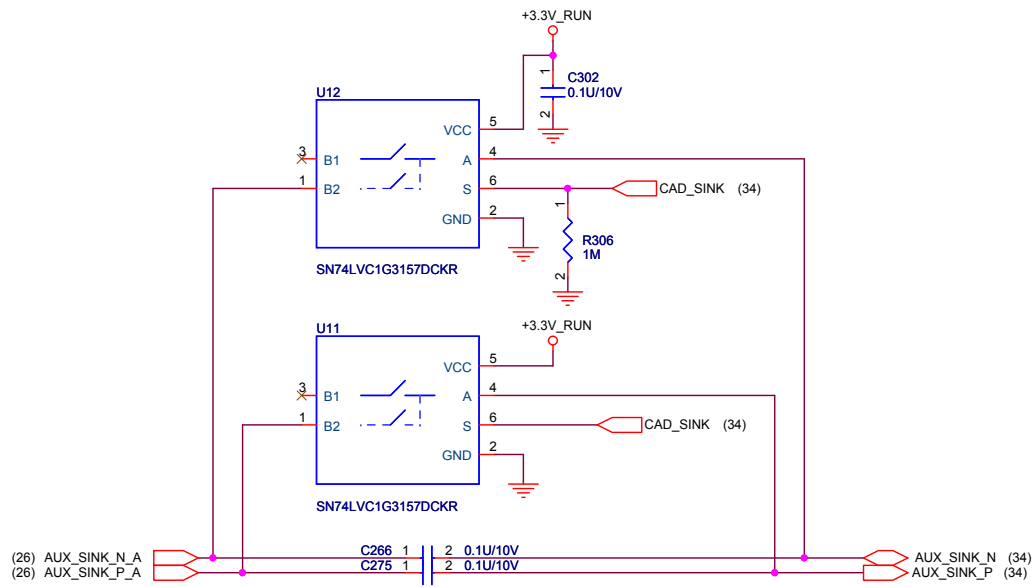 +3.3V_RUN
1
C302
0.1U/10V
2
U12
VCC 5
3 B1
A 4
1 B2
S 6
CAD_SINK (34)
GND 2
1
R306
1M
2
SN74LVC1G3157DCKR
+3.3V_RUN
U11
VCC 5
3 B1
A 4
1 B2
S 6
CAD_SINK (34)
GND 2
SN74LVC1G3157DCKR
(26) AUX_SINK_N_A C266 1 2 0.1U/10V AUX_SINK_N (34)
(26) AUX_SINK_P_A C275 1 2 0.1U/10V AUX_SINK_P (34)